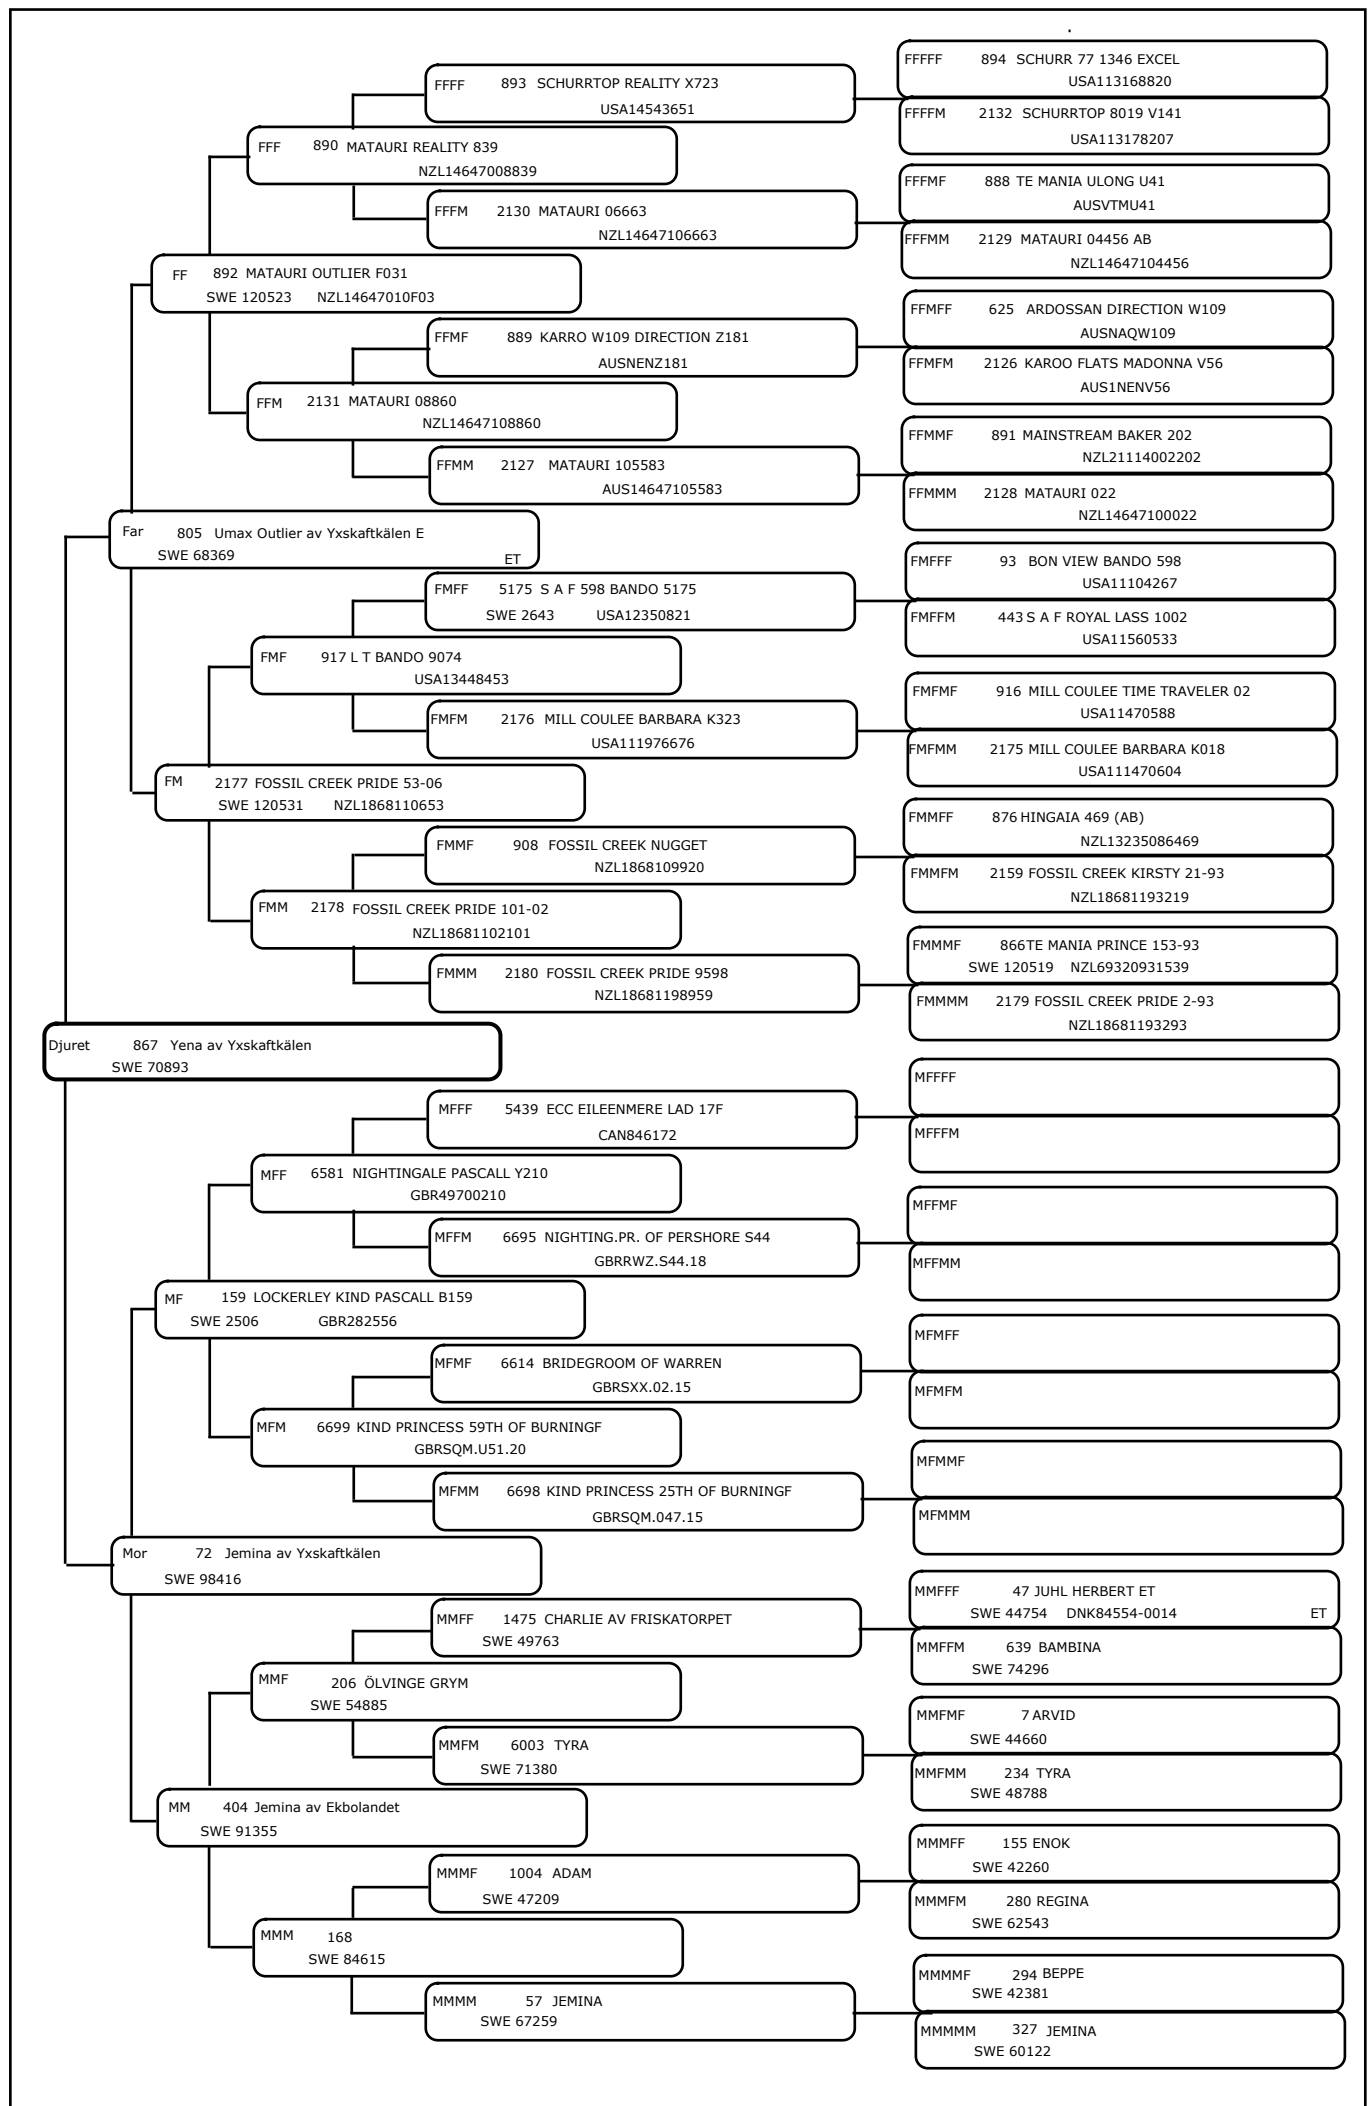 FFFFF 894 SCHURR 77 1346 EXCEL
USA113168820
FFFF 893 SCHURRTOP REALITY X723
USA14543651
FFFFM 2132 SCHURRTOP 8019 V141
USA113178207
FFF 890 MATAURI REALITY 839
NZL14647008839
FFFMF 888 TE MANIA ULONG U41
AUSVTMU41
FFFM 2130 MATAURI 06663
NZL14647106663
FFFMM 2129 MATAURI 04456 AB
NZL14647104456
FF 892 MATAURI OUTLIER F031
SWE 120523 NZL14647010F03
FFMFF 625 ARDOSSAN DIRECTION W109
AUSNAQW109
FFMF 889 KARRO W109 DIRECTION Z181
AUSNENZ181
FFMFM 2126 KAROO FLATS MADONNA V56
AUS1NENV56
FFM 2131 MATAURI 08860
NZL14647108860
FFMMF 891 MAINSTREAM BAKER 202
NZL21114002202
FFMM 2127 MATAURI 105583
AUS14647105583
FFMMM 2128 MATAURI 022
NZL14647100022
Far 805 Umax Outlier av Yxskaftkälen E
SWE 68369 ET
FMFFF 93 BON VIEW BANDO 598
USA11104267
FMFF 5175 S A F 598 BANDO 5175
SWE 2643 USA12350821
FMFFM 443 S A F ROYAL LASS 1002
USA11560533
FMF 917 L T BANDO 9074
USA13448453
FMFMF 916 MILL COULEE TIME TRAVELER 02
USA11470588
FMFM 2176 MILL COULEE BARBARA K323
USA111976676
FMFMM 2175 MILL COULEE BARBARA K018
USA111470604
FM 2177 FOSSIL CREEK PRIDE 53-06
SWE 120531 NZL1868110653
FMMFF 876 HINGAIA 469 (AB)
NZL13235086469
FMMF 908 FOSSIL CREEK NUGGET
NZL1868109920
FMMFM 2159 FOSSIL CREEK KIRSTY 21-93
NZL18681193219
FMM 2178 FOSSIL CREEK PRIDE 101-02
NZL18681102101
FMMMF 866 TE MANIA PRINCE 153-93
SWE 120519 NZL69320931539
FMMM 2180 FOSSIL CREEK PRIDE 9598
NZL18681198959
FMMMM 2179 FOSSIL CREEK PRIDE 2-93
NZL18681193293
Djuret 867 Yena av Yxskaftkälen
SWE 70893
MFFFF
MFFF 5439 ECC EILEENMERE LAD 17F
CAN846172
MFFFM
MFF 6581 NIGHTINGALE PASCALL Y210
GBR49700210
MFFMF
MFFM 6695 NIGHTING.PR. OF PERSHORE S44
GBRRWZ.S44.18
MFFMM
MF 159 LOCKERLEY KIND PASCALL B159
SWE 2506 GBR282556
MFMFF
MFMF 6614 BRIDEGROOM OF WARREN
GBRSXX.02.15
MFMFM
MFM 6699 KIND PRINCESS 59TH OF BURNINGF
GBRSQM.U51.20
MFMMF
MFMM 6698 KIND PRINCESS 25TH OF BURNINGF
GBRSQM.047.15
MFMMM
Mor 72 Jemina av Yxskaftkälen
SWE 98416
MMFFF 47 JUHL HERBERT ET
SWE 44754 DNK84554-0014 ET
MMFF 1475 CHARLIE AV FRISKATORPET
SWE 49763
MMFFM 639 BAMBINA
SWE 74296
MMF 206 ÖLVINGE GRYM
SWE 54885
MMFMF 7 ARVID
SWE 44660
MMFM 6003 TYRA
SWE 71380
MMFMM 234 TYRA
SWE 48788
MM 404 Jemina av Ekbolandet
SWE 91355
MMMFF 155 ENOK
SWE 42260
MMMF 1004 ADAM
SWE 47209
MMMFM 280 REGINA
SWE 62543
MMM 168
SWE 84615
MMMMF 294 BEPPE
SWE 42381
MMMM 57 JEMINA
SWE 67259
MMMMM 327 JEMINA
SWE 60122